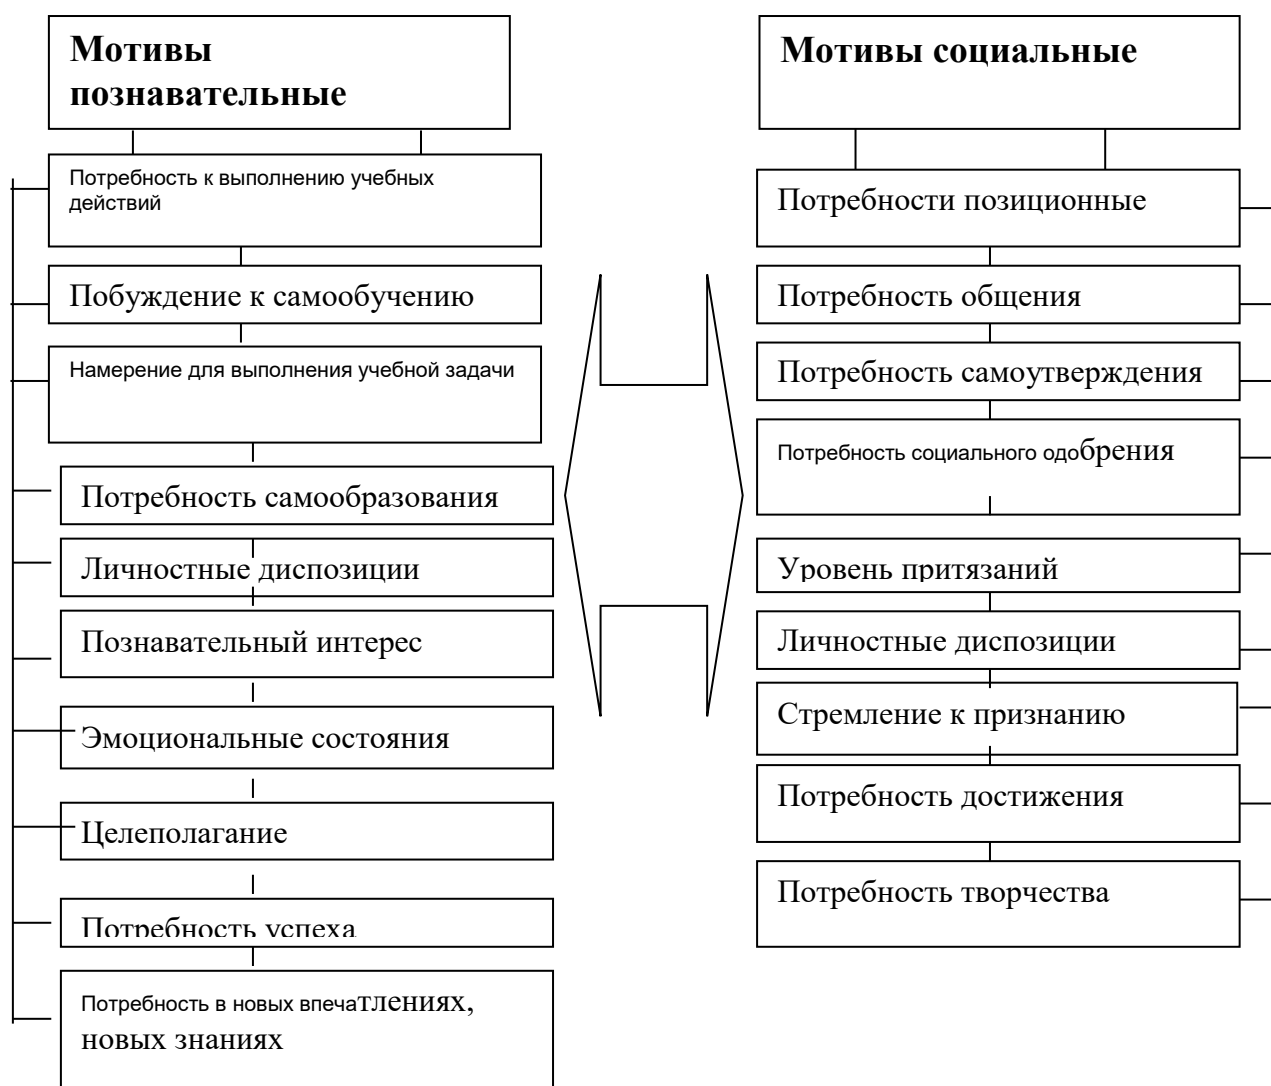 Мотивы
познавательные
Потребность к выполнению учебных
действий
Побуждение к самообучению
Намерение для выполнения учебной задачи
Потребность самообразования
Личностные диспозиции
Познавательный интерес
Эмоциональные состояния
Целеполагание
Потребность успеха
Потребность в новых впечатлениях,
новых знаниях
Мотивы социальные
Потребности позиционные
Потребность общения
Потребность самоутверждения
Потребность социального одобрения
Уровень притязаний
Личностные диспозиции
Стремление к признанию
Потребность достижения
Потребность творчества